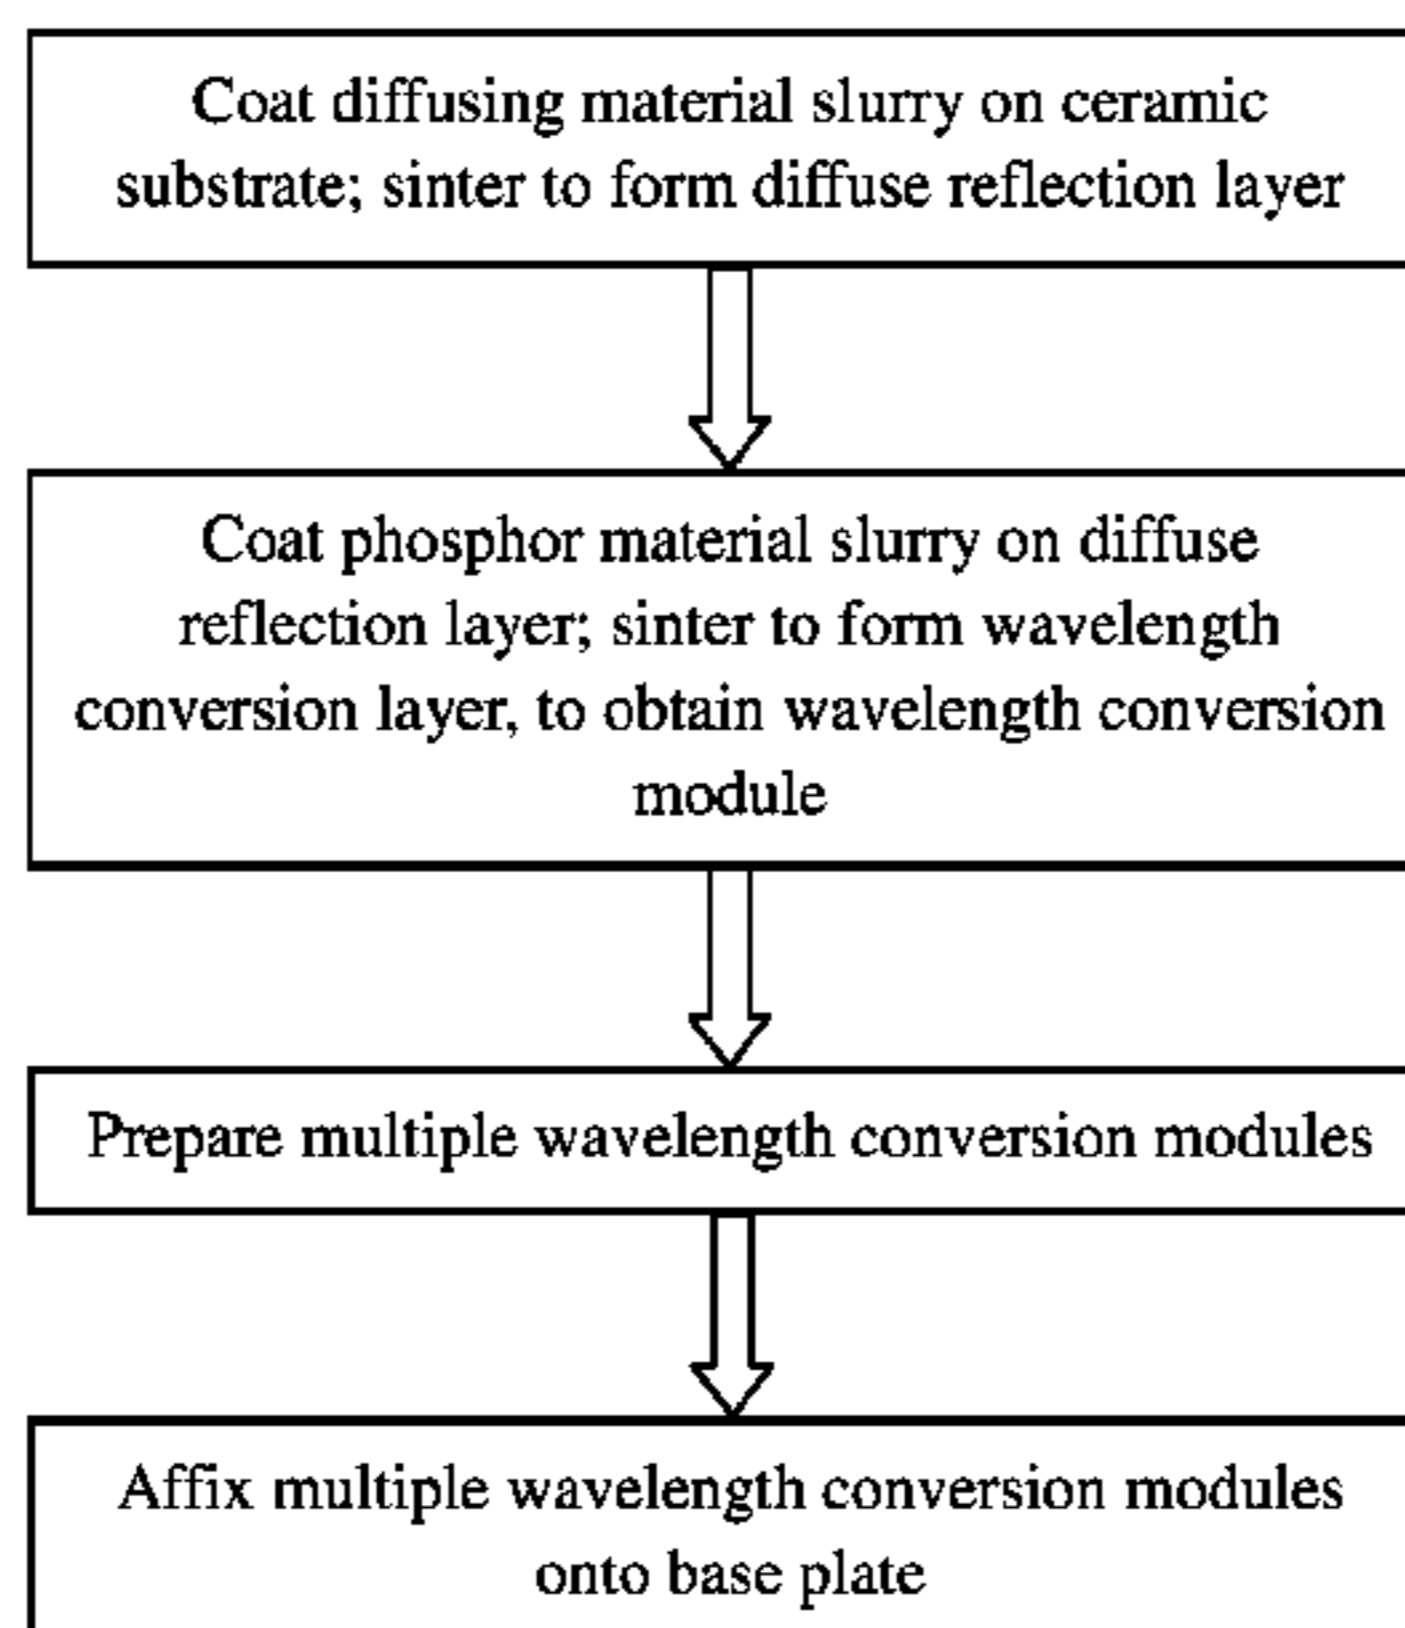 Coat diffusing material slurry on ceramic
substrate; sinter to form diffuse reflection layer
Coat phosphor material slurry on diffuse
reflection layer; sinter to form wavelength
conversion layer, to obtain wavelength conversion
module
Prepare multiple wavelength conversion modules
Affix multiple wavelength conversion modules
onto base plate